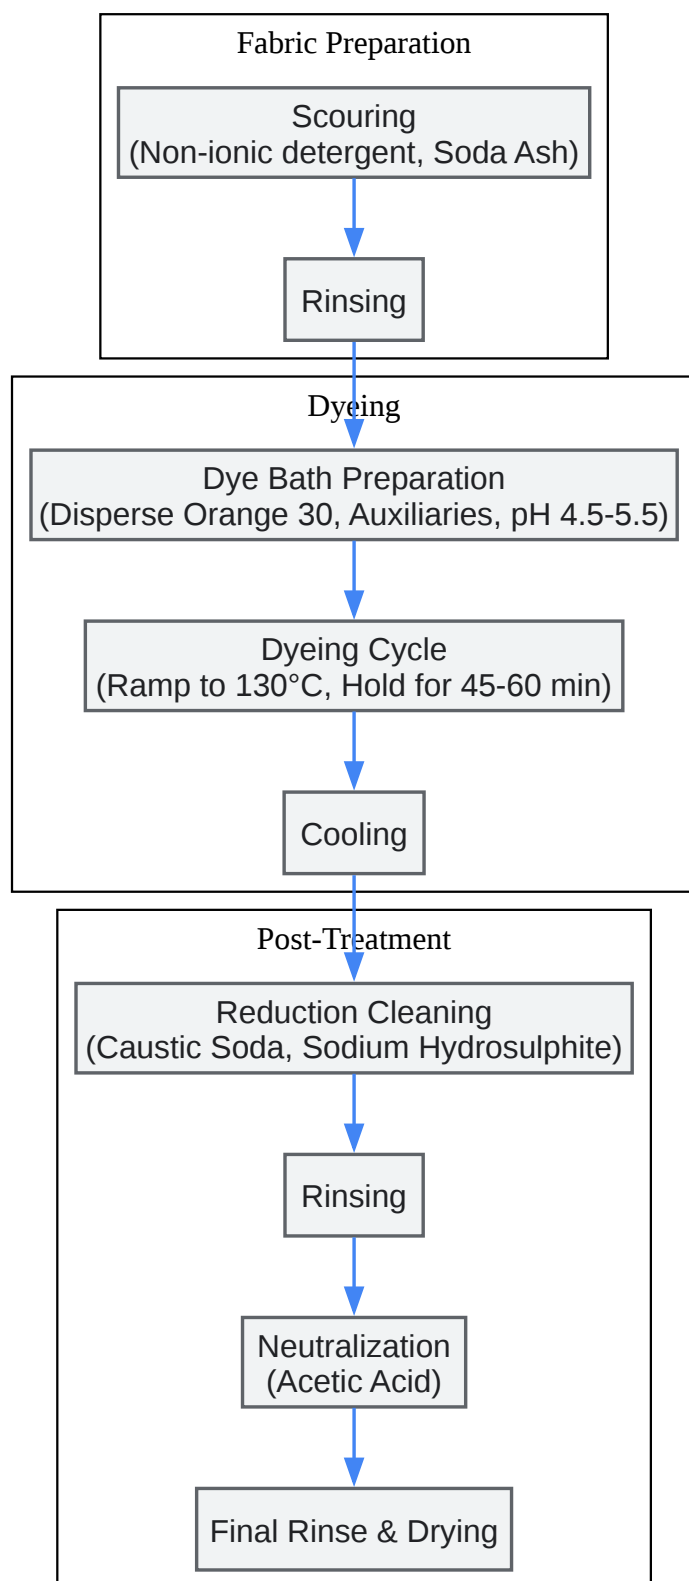 Fabric Preparation
Scouring
(Non-ionic detergent, Soda Ash)
Rinsing
Dyeing
Dye Bath Preparation
(Disperse Orange 30, Auxiliaries, pH 4.5-5.5)
Dyeing Cycle
(Ramp to 130°C, Hold for 45-60 min)
Cooling
Post-Treatment
Reduction Cleaning
(Caustic Soda, Sodium Hydrosulphite)
Rinsing
Neutralization
(Acetic Acid)
Final Rinse & Drying